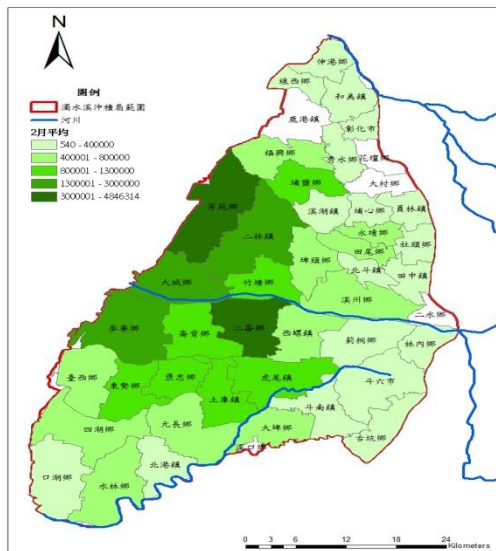 N
圖例
濁水溪沖積扇範圍
河川
2月平均
540 - 400000
400001 - 800000
800001 - 1300000
1300001 - 3000000
3000001 - 4846314
伸港鄉
線西鄉
和美鎮
鹿港鎮
彰化市
福興鄉
秀水鄉
花壇鄉
埔鹽鄉
大村鄉
芳苑鄉
溪湖鎮
埔心鄉
員林鎮
二林鎮
永靖鄉
埤頭鄉
田尾鄉
社頭鄉
北斗鎮
田中鎮
大城鄉
竹塘鄉
溪州鄉
二水鄉
麥寮鄉
崙背鄉
二崙鄉
西螺鎮
莿桐鄉
林內鄉
臺西鄉
東勢鄉
褒忠鄉
虎尾鎮
土庫鎮
斗六市
四湖鄉
元長鄉
斗南鎮
大埤鄉
古坑鄉
北港鎮
溪口鄉
口湖鄉
水林鄉
0 3 6 12 18 24
Kilometers